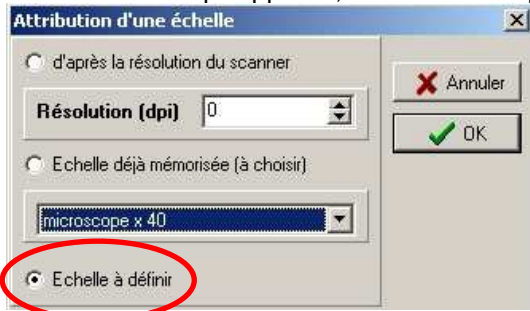 Attribution d'une échelle
d'après la résolution du scanner
Annuler
Résolution (dpi) 0
OK
Echelle déjà mémorisée (à choisir)
microscope x 40
Echelle à définir